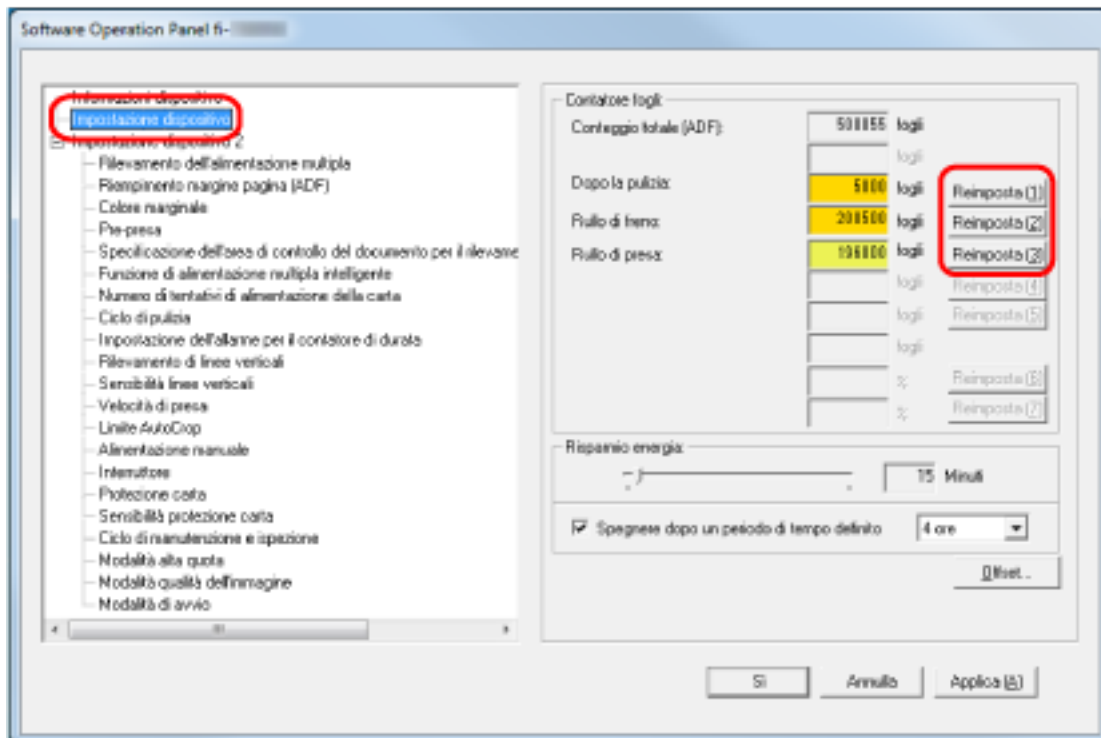 Software Operation Panel fi-
Informazioni dispositivo
Impostazione dispositivo
Impostazione dispositivo 2
Rilevamento dell'alimentazione multipla
Riempimento margine pagina (ADF)
Colore marginale
Pre-presa
Specificazione dell'area di controllo del documento per il rilevame
Funzione di alimentazione multipla intelligente
Numero di tentativi di alimentazione della carta
Ciclo di pulizia
Impostazione dell'allarme per il contatore di durata
Rilevamento di linee verticali
Sensibilità linee verticali
Velocità di presa
Limite AutoCrop
Alimentazione manuale
Interruttore
Protezione carta
Sensibilità protezione carta
Ciclo di manutenzione e ispezione
Modalità alta quota
Modalità qualità dell'immagine
Modalità di avvio
Contatore fogli:
Conteggio totale (ADF): fogli
fogli
Dopo la pulizia: fogli Reimposta (1)
Rullo di freno: 200500 fogli Reimposta (2)
Rullo di presa: fogli Reimposta (3)
fogli Reimposta (4)
fogli Reimposta (5)
fogli
% Reimposta (6)
% Reimposta (7)
Risparmio energia:
15 Minuti
Spegnere dopo un periodo di tempo definito 4 ore
Offset...
Sì Annulla Applica (A)